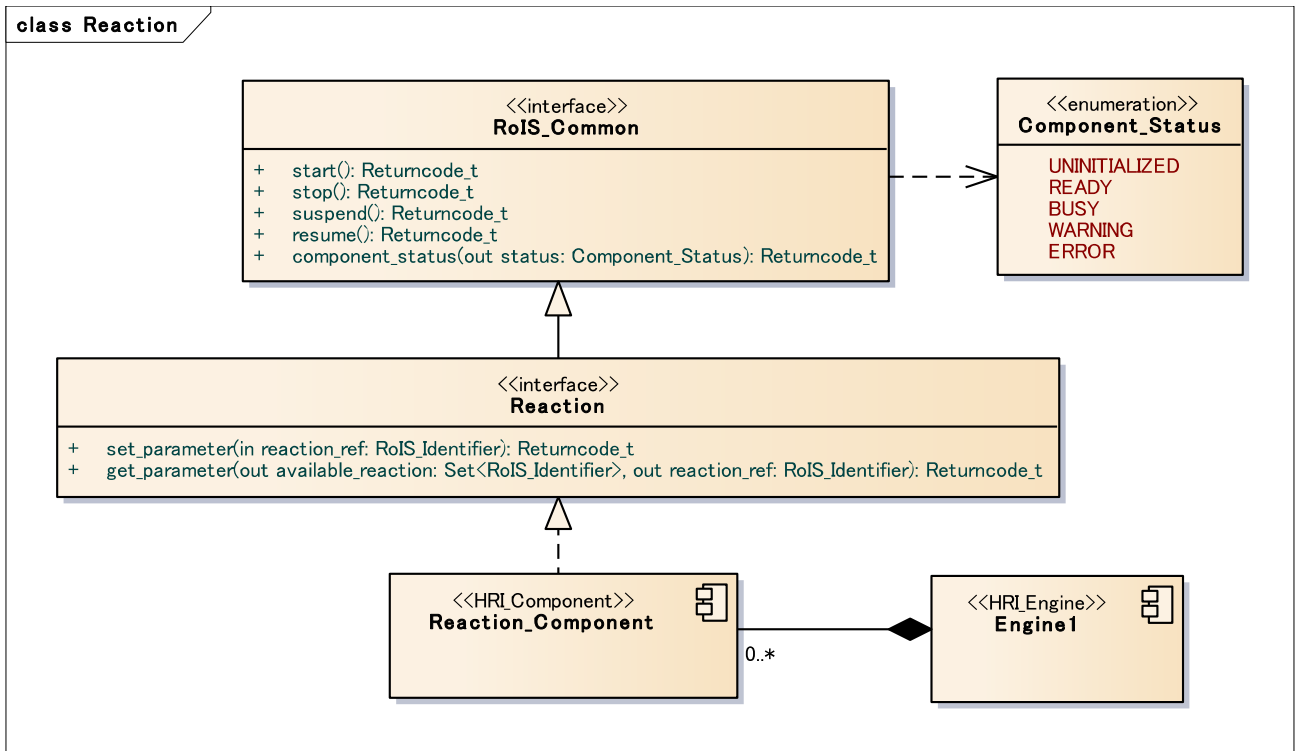 class Reaction
<<interface>>
RoIS_Common
+ start(): Returncode_t
+ stop(): Returncode_t
+ suspend(): Returncode_t
+ resume(): Returncode_t
+ component_status(out status: Component_Status): Returncode_t
<<enumeration>>
Component_Status
UNINITIALIZED
READY
BUSY
WARNING
ERROR
<<interface>>
Reaction
+ set_parameter(in reaction_ref: RoIS_Identifier): Returncode_t
+ get_parameter(out available_reaction: Set<RoIS_Identifier>, out reaction_ref: RoIS_Identifier): Returncode_t
<<HRI_Component>>
Reaction_Component
0..*
<<HRI_Engine>>
Engine1